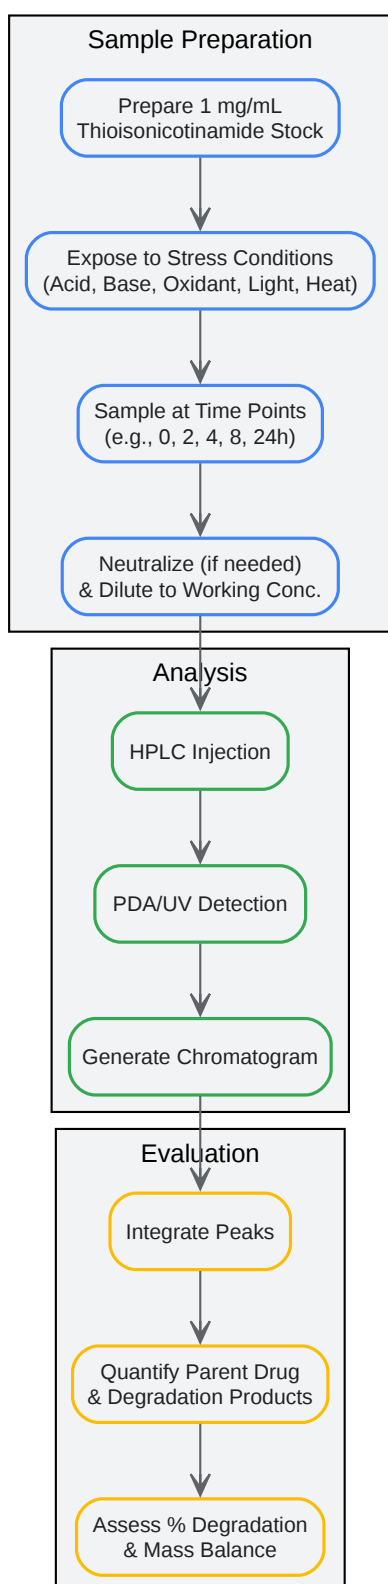 Sample Preparation
Prepare 1 mg/mL
Thioisonicotinamide Stock
Expose to Stress Conditions
(Acid, Base, Oxidant, Light, Heat)
Sample at Time Points
(e.g., 0, 2, 4, 8, 24h)
Neutralize (if needed)
& Dilute to Working Conc.
Analysis
HPLC Injection
PDA/UV Detection
Generate Chromatogram
Evaluation
Integrate Peaks
Quantify Parent Drug
& Degradation Products
Assess % Degradation
& Mass Balance